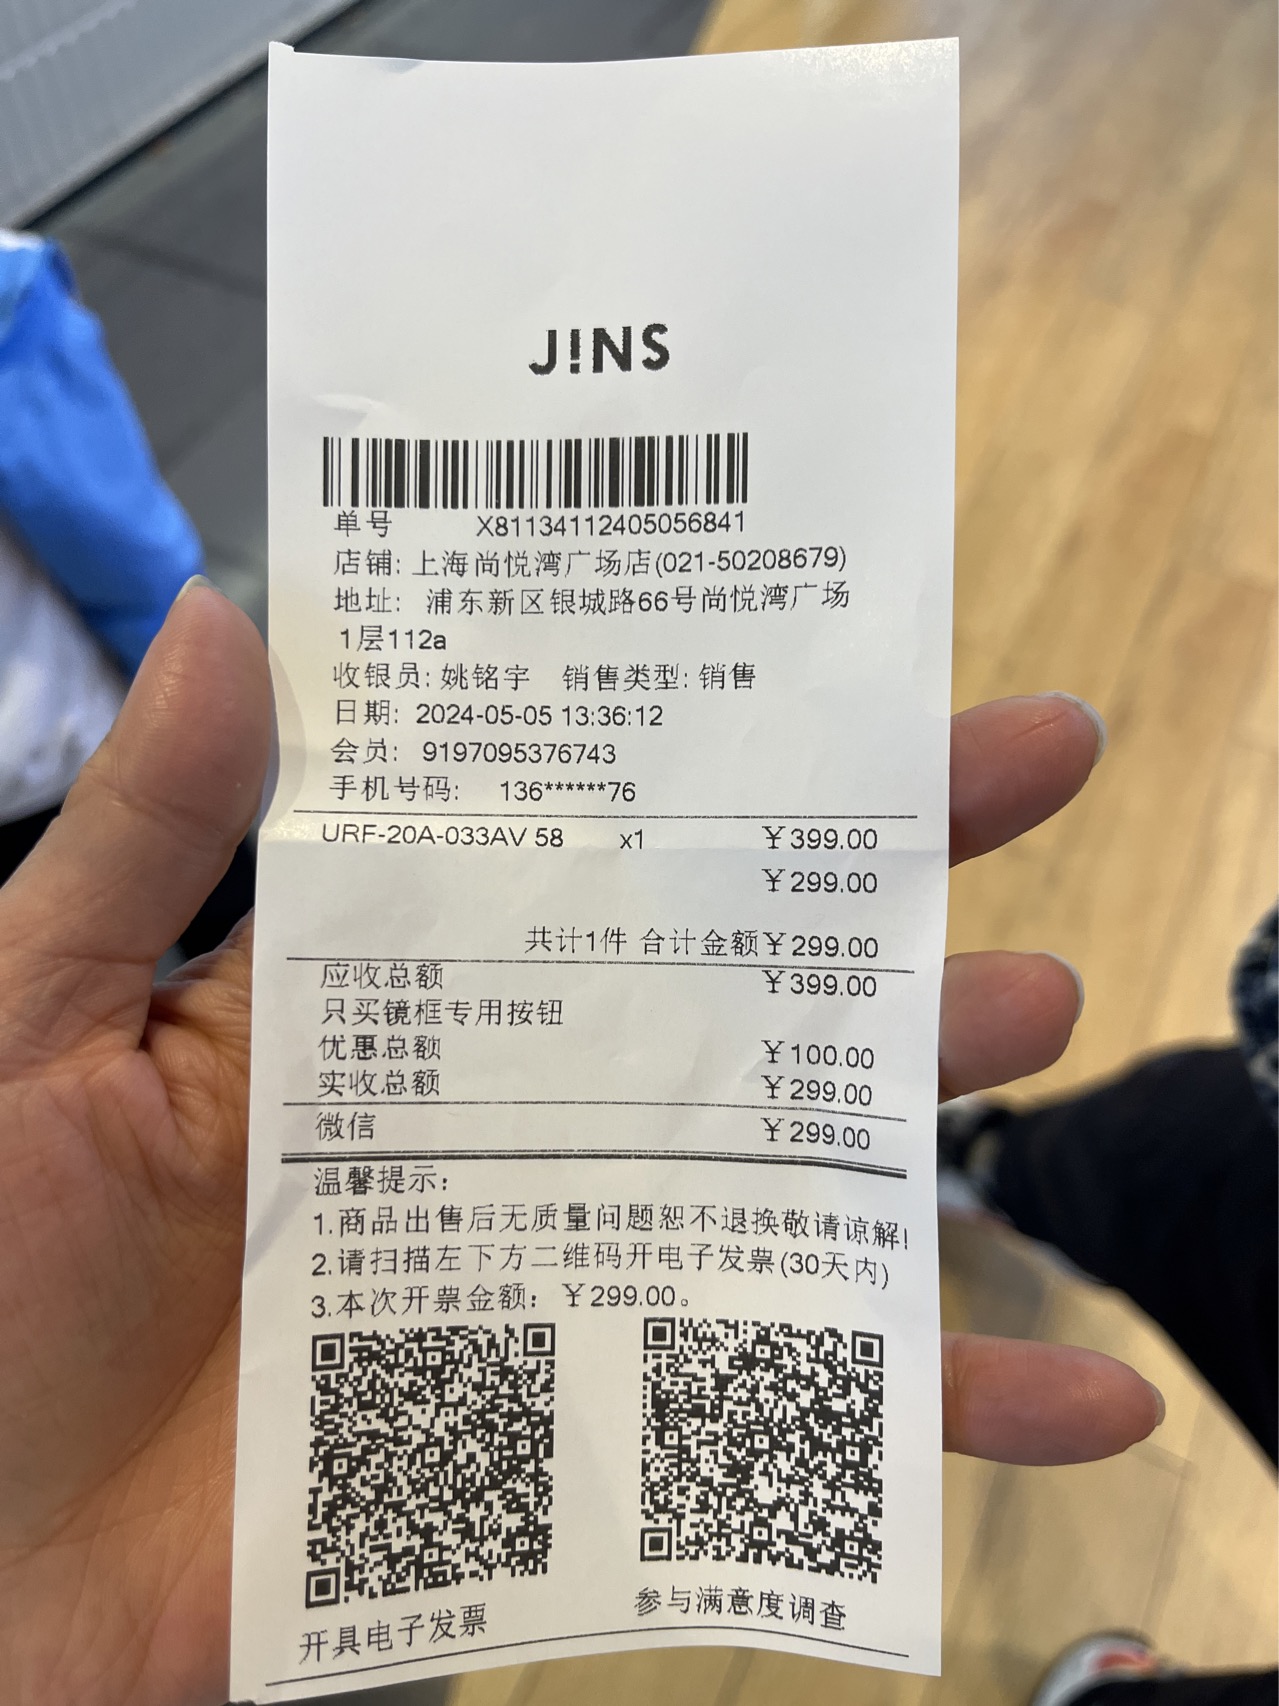 J!NS
单号 X81134112405056841
店铺: 上海尚悦湾广场店(021-50208679)
地址: 浦东新区银城路66号尚悦湾广场
1层112a
收银员: 姚铭宇 销售类型: 销售
日期: 2024-05-05 13:36:12
会员: 9197095376743
手机号码: 136******76
URF-20A-033AV 58 x1 ￥399.00
￥299.00
共计1件 合计金额￥299.00
应收总额 ￥399.00
只买镜框专用按钮
优惠总额 ￥100.00
实收总额 ￥299.00
微信 ￥299.00
温馨提示:
1.商品出售后无质量问题恕不退换敬请谅解!
2.请扫描左下方二维码开电子发票(30天内)
3.本次开票金额: ￥299.00。
开具电子发票 参与满意度调查